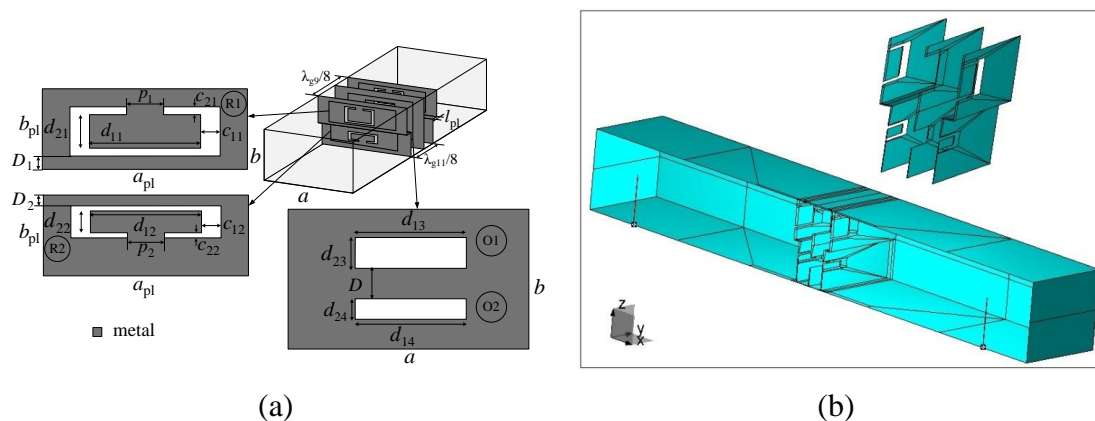 p1
c21
R1
bpl
d21
d11
c11
D1
apl
D2
bpl
d22
d12
c12
R2
p2
c22
apl
metal
λg9/8
lpl
b
a
λg11/8
d13
O1
d23
D
b
d24
O2
d14
a
z
y
x
(a)
(b)